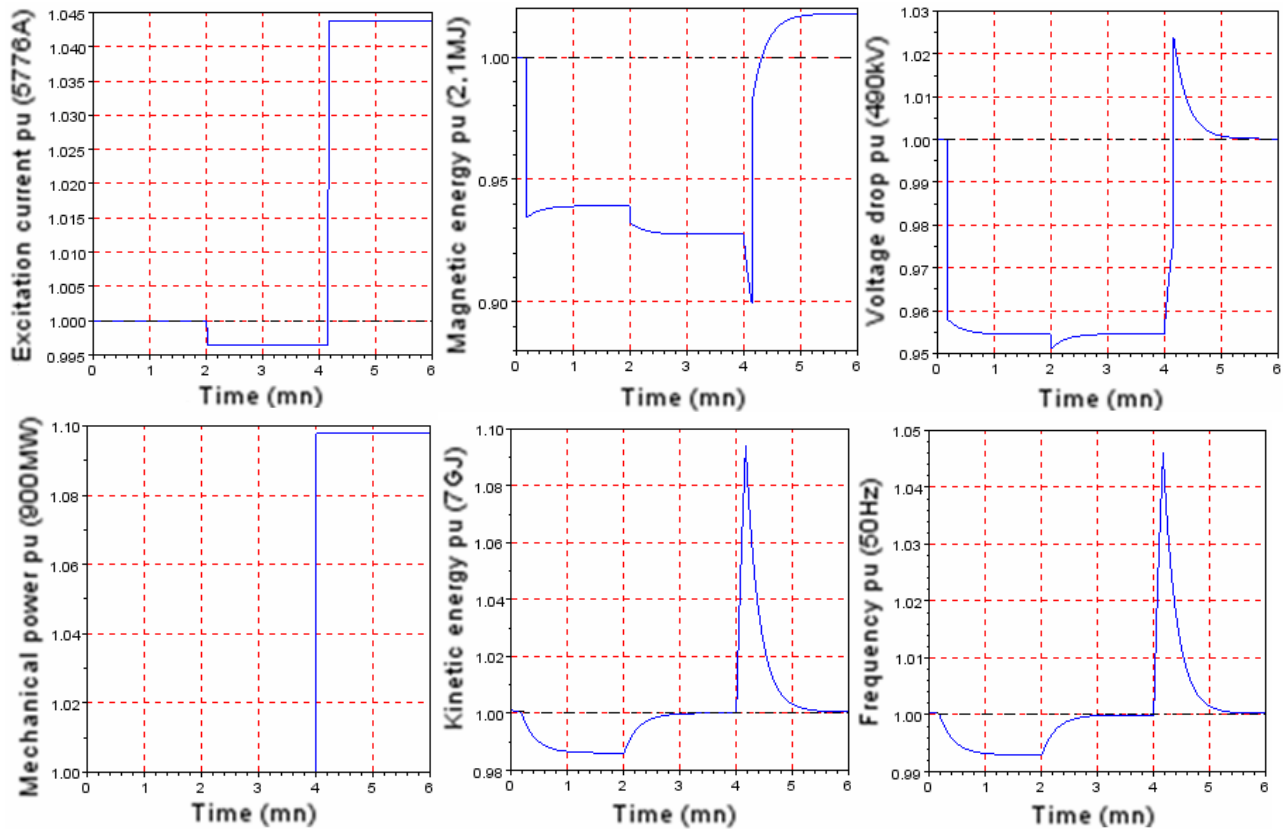 Excitation current pu (5776A)
1.045
1.040
1.035
1.030
1.025
1.020
1.015
1.010
1.005
1.000
0.995
0 1 2 3 4 5 6
Time (mn)
Magnetic energy pu (2.1MJ)
1.00
0.95
0.90
0 1 2 3 4 5 6
Time (mn)
Voltage drop pu (490kV)
1.03
1.02
1.01
1.00
0.99
0.98
0.97
0.96
0.95
0 1 2 3 4 5 6
Time (mn)
Mechanical power pu (900MW)
1.10
1.08
1.06
1.04
1.02
1.00
0 1 2 3 4 5 6
Time (mn)
Kinetic energy pu (7GJ)
1.10
1.08
1.06
1.04
1.02
1.00
0.98
0 1 2 3 4 5 6
Time (mn)
Frequency pu (50Hz)
1.05
1.04
1.03
1.02
1.01
1.00
0.99
0 1 2 3 4 5 6
Time (mn)